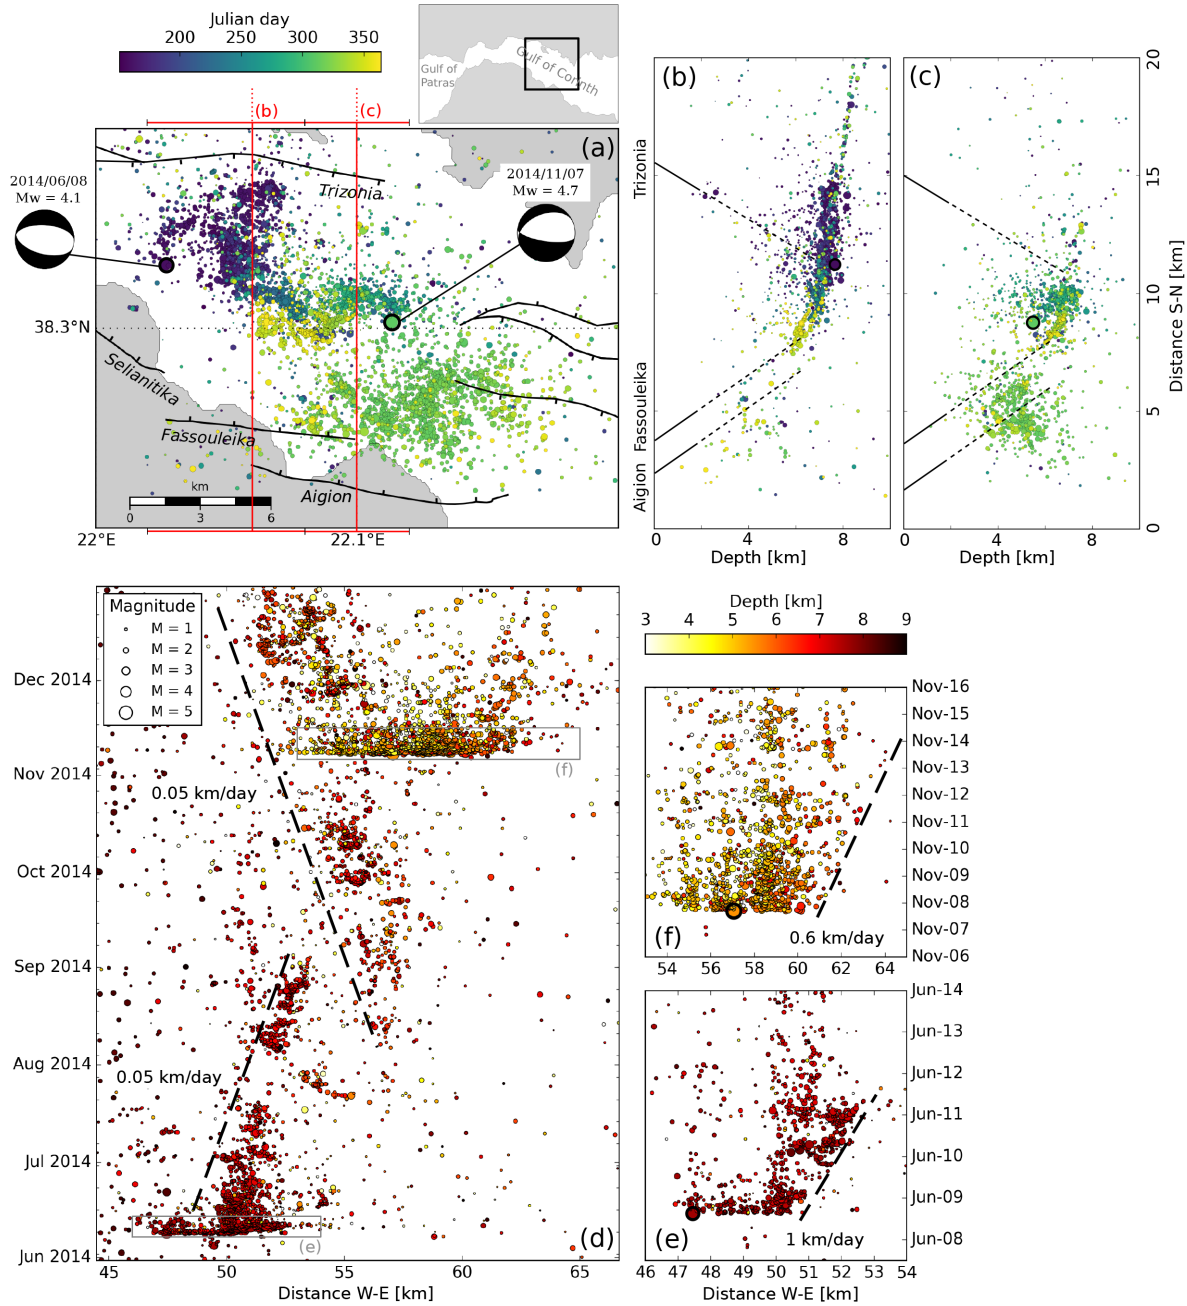 Julian day
200 250 300 350
Gulf of
Patras
Gulf of Corinth
(b)
(c)
(a)
2014/06/08
Mw = 4.1
2014/11/07
Mw = 4.7
Trizonia
38.3°N
Selianitika
Fassouleika
Aigion
km
0 3 6
22°E
22.1°E
(b)
Trizonia
Fassouleika
Aigion
0 4 8
Depth [km]
(c)
0 4 8
Depth [km]
20
15
10
5
0
Distance S-N [km]
Magnitude
M = 1
M = 2
M = 3
M = 4
M = 5
Dec 2014
Nov 2014
Oct 2014
Sep 2014
Aug 2014
Jul 2014
Jun 2014
(f)
0.05 km/day
0.05 km/day
(e)
(d)
45 50 55 60 65
Distance W-E [km]
Depth [km]
3 4 5 6 7 8 9
Nov-16
Nov-15
Nov-14
Nov-13
Nov-12
Nov-11
Nov-10
Nov-09
Nov-08
Nov-07
Nov-06
(f)
0.6 km/day
54 56 58 60 62 64
Jun-14
Jun-13
Jun-12
Jun-11
Jun-10
Jun-09
Jun-08
(e)
1 km/day
46 47 48 49 50 51 52 53 54
Distance W-E [km]